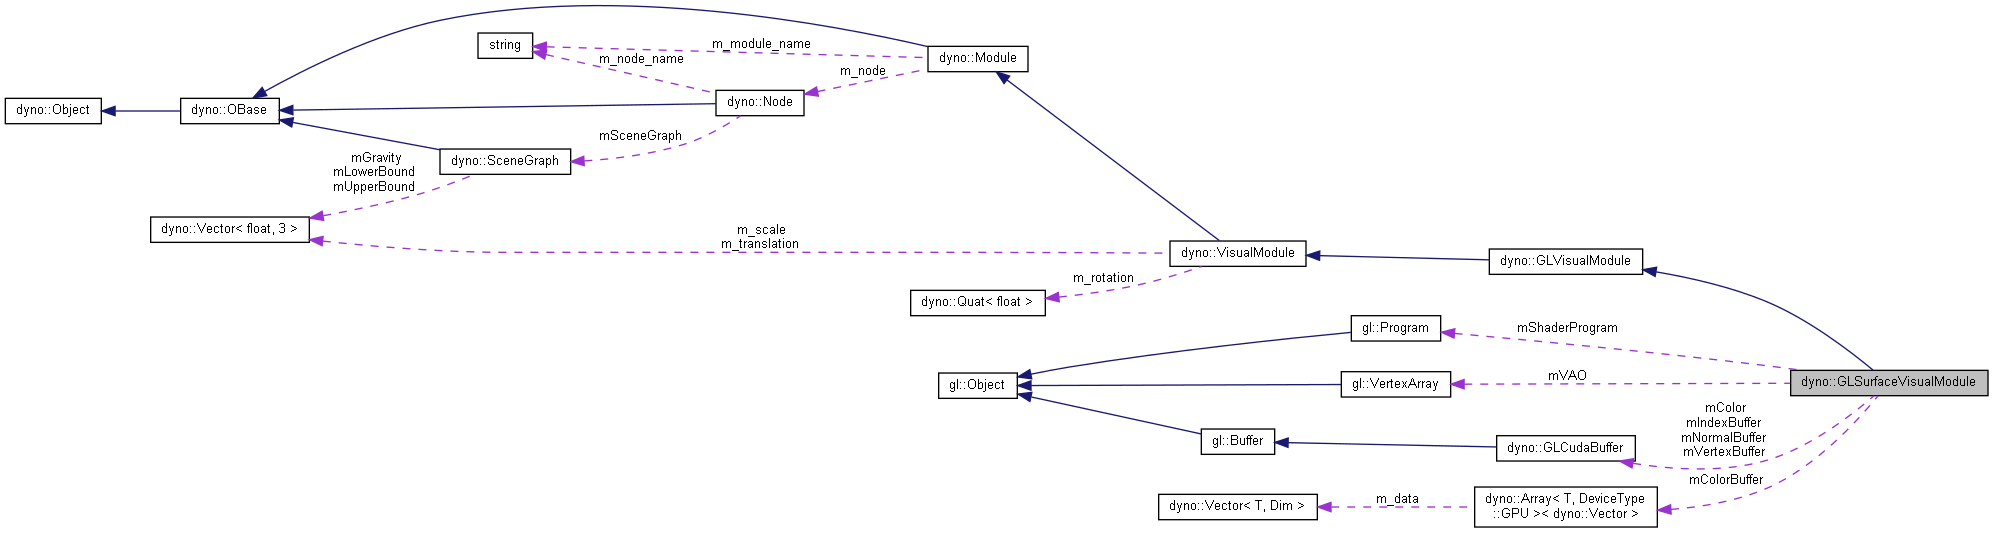 string
m_module_name
dyno::Module
m_node_name
m_node
dyno::Object
dyno::OBase
dyno::Node
mSceneGraph
dyno::SceneGraph
mGravity
mLowerBound
mUpperBound
dyno::Vector< float, 3 >
m_scale
m_translation
dyno::VisualModule
dyno::GLVisualModule
m_rotation
dyno::Quat< float >
gl::Program
mShaderProgram
gl::Object
gl::VertexArray
mVAO
dyno::GLSurfaceVisualModule
mColor
mIndexBuffer
mNormalBuffer
mVertexBuffer
gl::Buffer
dyno::GLCudaBuffer
mColorBuffer
dyno::Vector< T, Dim >
m_data
dyno::Array< T, DeviceType
::GPU >< dyno::Vector >